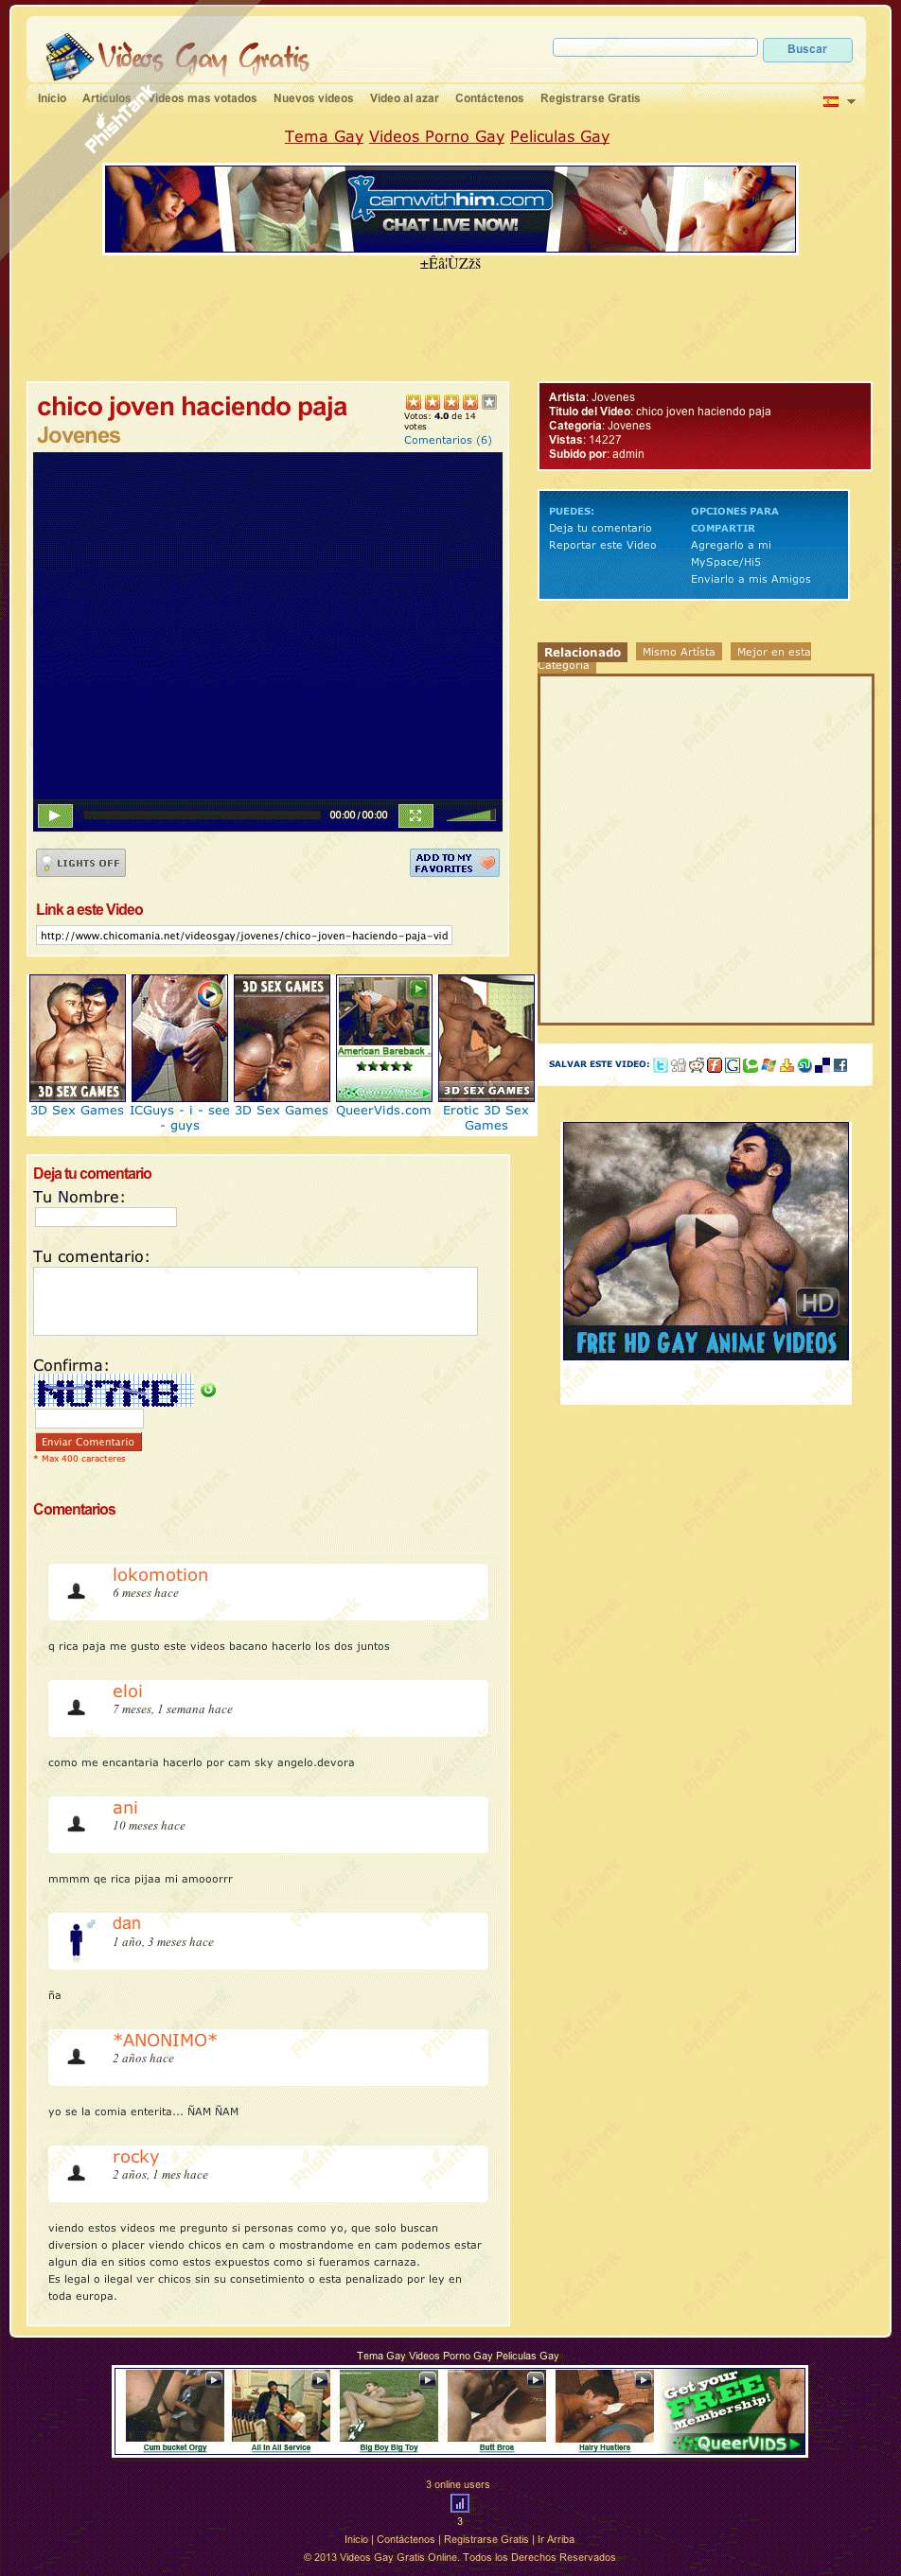 Videos Gay Gratis
Buscar
Inicio Articulos Videos mas votados Nuevos videos Video al azar Contáctenos Registrarse Gratis
PhishTank
Tema Gay Videos Porno Gay Peliculas Gay
camwithhim.com
CHAT LIVE NOW!
±Êâ¦ÙZžš
chico joven haciendo paja
Jovenes
Votos: 4.0 de 14
votos
Comentarios (6)
00:00 / 00:00
LIGHTS OFF
ADD TO MY
FAVORITES
Link a este Video
http://www.chicomania.net/videosgay/jovenes/chico-joven-haciendo-paja-vid
Artista: Jovenes
Titulo del Video: chico joven haciendo paja
Categoria: Jovenes
Vistas: 14227
Subido por: admin
PUEDES:
Deja tu comentario
Reportar este Video
OPCIONES PARA
COMPARTIR
Agregarlo a mi
MySpace/Hi5
Enviarlo a mis Amigos
Relacionado Mismo Artísta Mejor en esta
Categoria
3D SEX GAMES
3D SEX GAMES
American Bareback .
QueerVids
3D SEX GAMES
3D Sex Games
ICGuys - i - see
- guys
3D Sex Games
QueerVids.com
Erotic 3D Sex
Games
SALVAR ESTE VIDEO:
HD
FREE HD GAY ANIME VIDEOS
Deja tu comentario
Tu Nombre:
Tu comentario:
Confirma:
NU7KB
Enviar Comentario
* Max 400 caracteres
Comentarios
lokomotion
6 meses hace
q rica paja me gusto este videos bacano hacerlo los dos juntos
eloi
7 meses, 1 semana hace
como me encantaria hacerlo por cam sky angelo.devora
ani
10 meses hace
mmmm qe rica pijaa mi amooorrr
dan
1 año, 3 meses hace
ña
*ANONIMO*
2 años hace
yo se la comia enterita... ÑAM ÑAM
rocky
2 años, 1 mes hace
viendo estos videos me pregunto si personas como yo, que solo buscan
diversion o placer viendo chicos en cam o mostrandome en cam podemos estar
algun dia en sitios como estos expuestos como si fueramos carnaza.
Es legal o ilegal ver chicos sin su consetimiento o esta penalizado por ley en
toda europa.
Tema Gay Videos Porno Gay Peliculas Gay
Cum bucket Orgy
All In All Service
Big Boy Big Toy
Butt Bros
Hairy Hustlers
Get your
FREE
Membership!
QueerVIDS
3 online users
3
Inicio | Contáctenos | Registrarse Gratis | Ir Arriba
© 2013 Videos Gay Gratis Online. Todos los Derechos Reservados